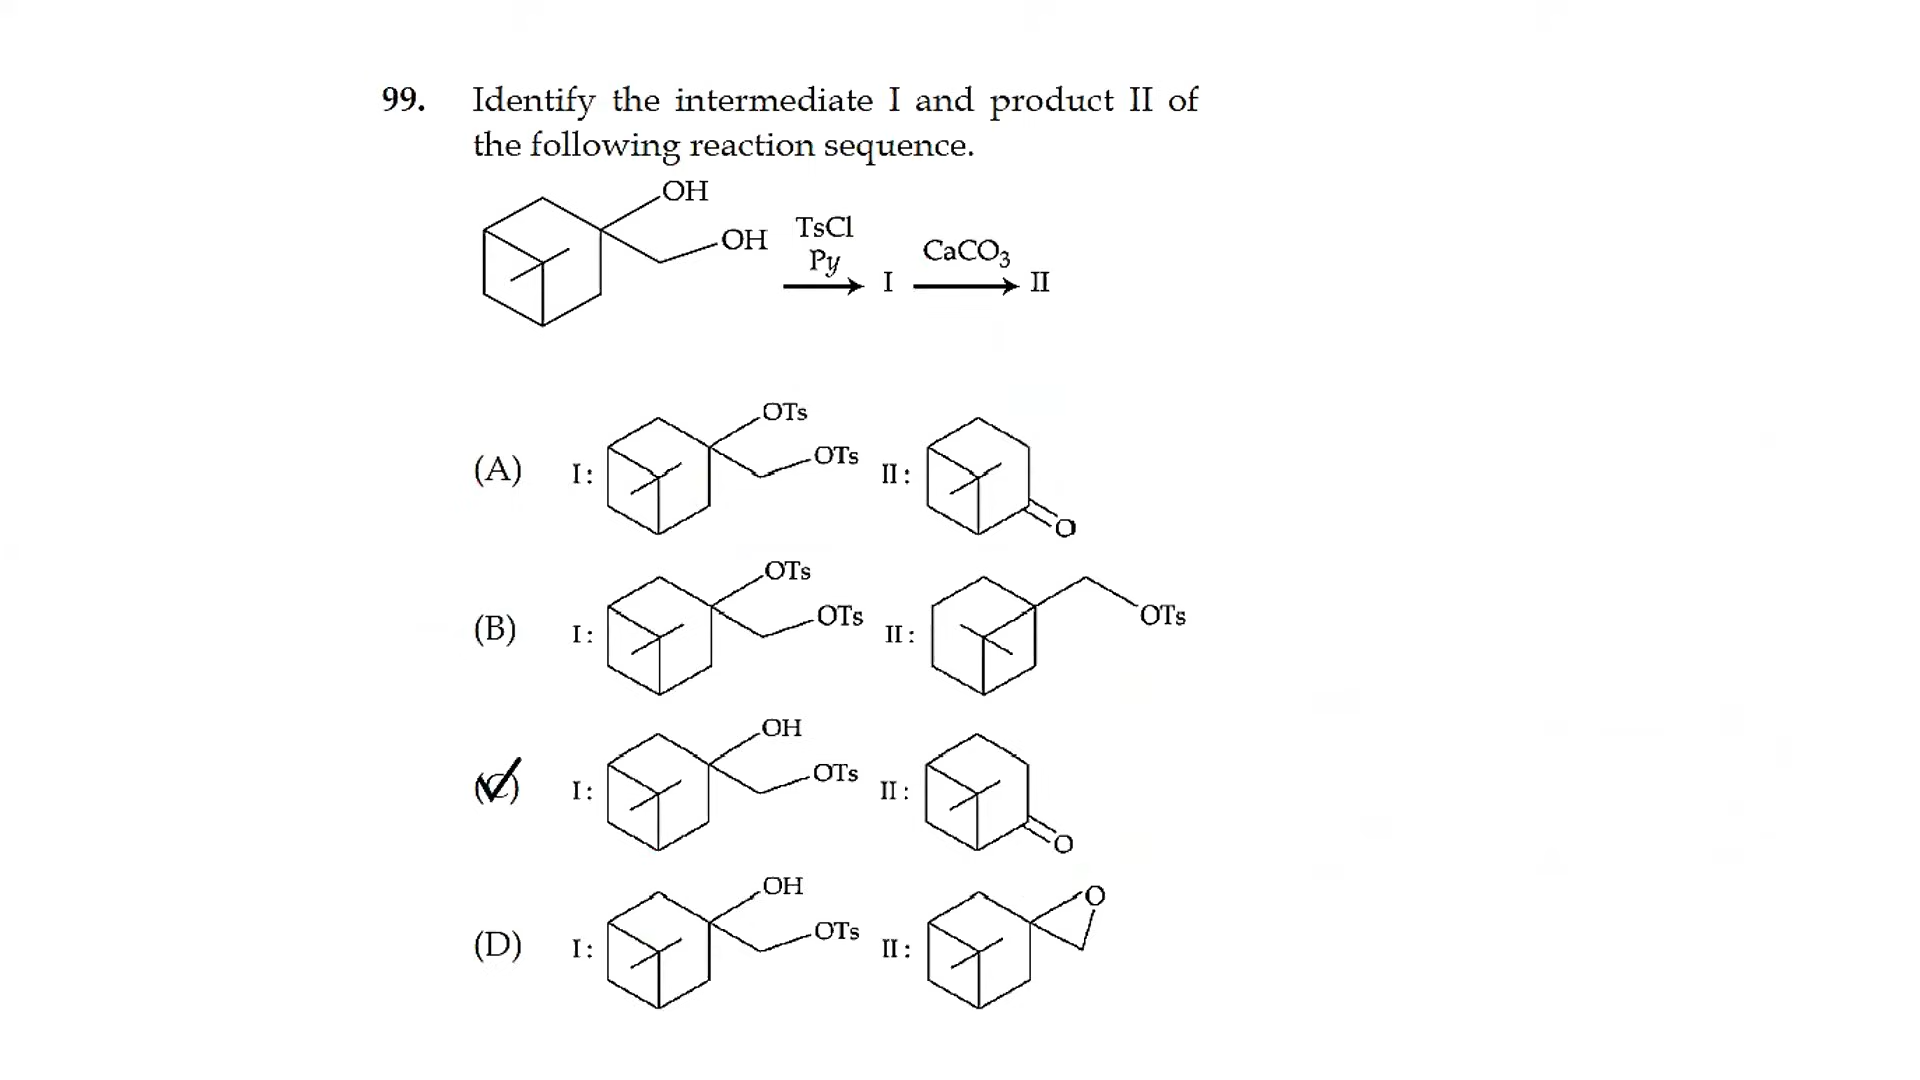 99. Identify the intermediate I and product II of
the following reaction sequence.
OH
OH
TsCl
Py
I
CaCO₃
II
(A) I: OTs
OTs
II: O
(B) I: OTs
OTs
II: OTs
(C) I: OH
OTs
II: O
(D) I: OH
OTs
II: O